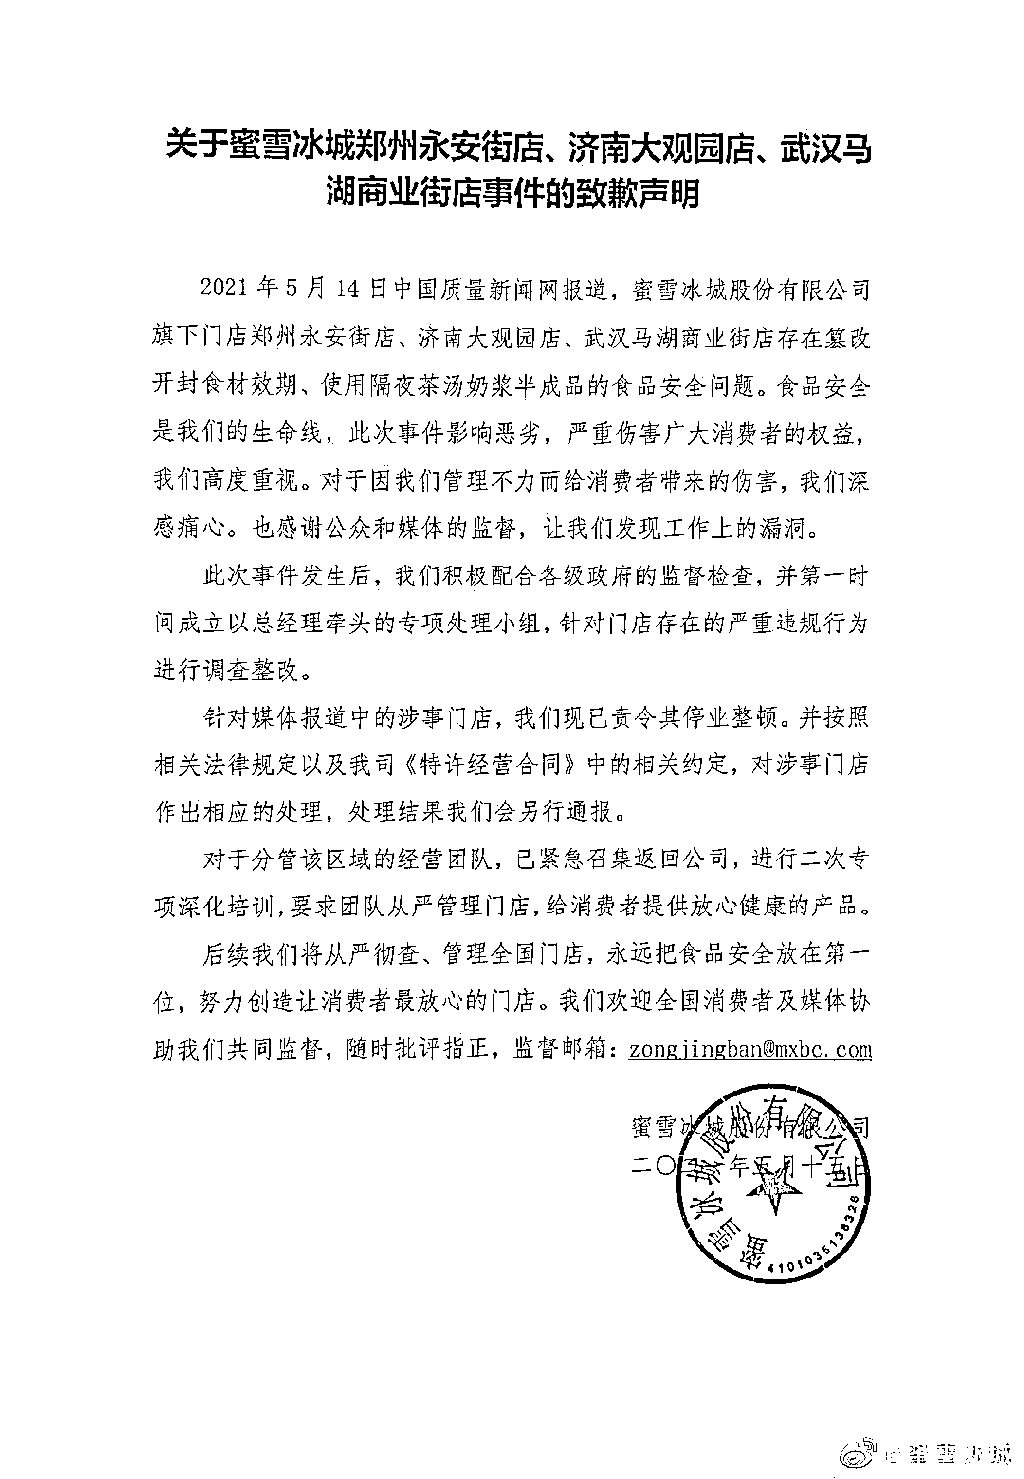 关于蜜雪冰城郑州永安街店、济南大观园店、武汉马
湖商业街店事件的致歉声明
2021年5月14日中国质量新闻网报道，蜜雪冰城股份有限公司
旗下门店郑州永安街店、济南大观园店、武汉马湖商业街店存在篡改
开封食材效期、使用隔夜茶汤奶浆半成品的食品安全问题。食品安全
是我们的生命线，此次事件影响恶劣，严重伤害广大消费者的权益，
我们高度重视。对于因我们管理不力而给消费者带来的伤害，我们深
感痛心。也感谢公众和媒体的监督，让我们发现工作上的漏洞。
此次事件发生后，我们积极配合各级政府的监督检查，并第一时
间成立以总经理牵头的专项处理小组，针对门店存在的严重违规行为
进行调查整改。
针对媒体报道中的涉事门店，我们现已责令其停业整顿。并按照
相关法律规定以及我司《特许经营合同》中的相关约定，对涉事门店
作出相应的处理，处理结果我们会另行通报。
对于分管该区域的经营团队，已紧急召集返回公司，进行二次专
项深化培训，要求团队从严管理门店，给消费者提供放心健康的产品。
后续我们将从严彻查、管理全国门店，永远把食品安全放在第一
位，努力创造让消费者最放心的门店。我们欢迎全国消费者及媒体协
助我们共同监督，随时批评指正，监督邮箱：zongjingban@mxbc.com
蜜雪冰城股份有限公司
二〇 年五月十五日
蜜雪冰城股份有限公司
4101035136328
@蜜雪冰城